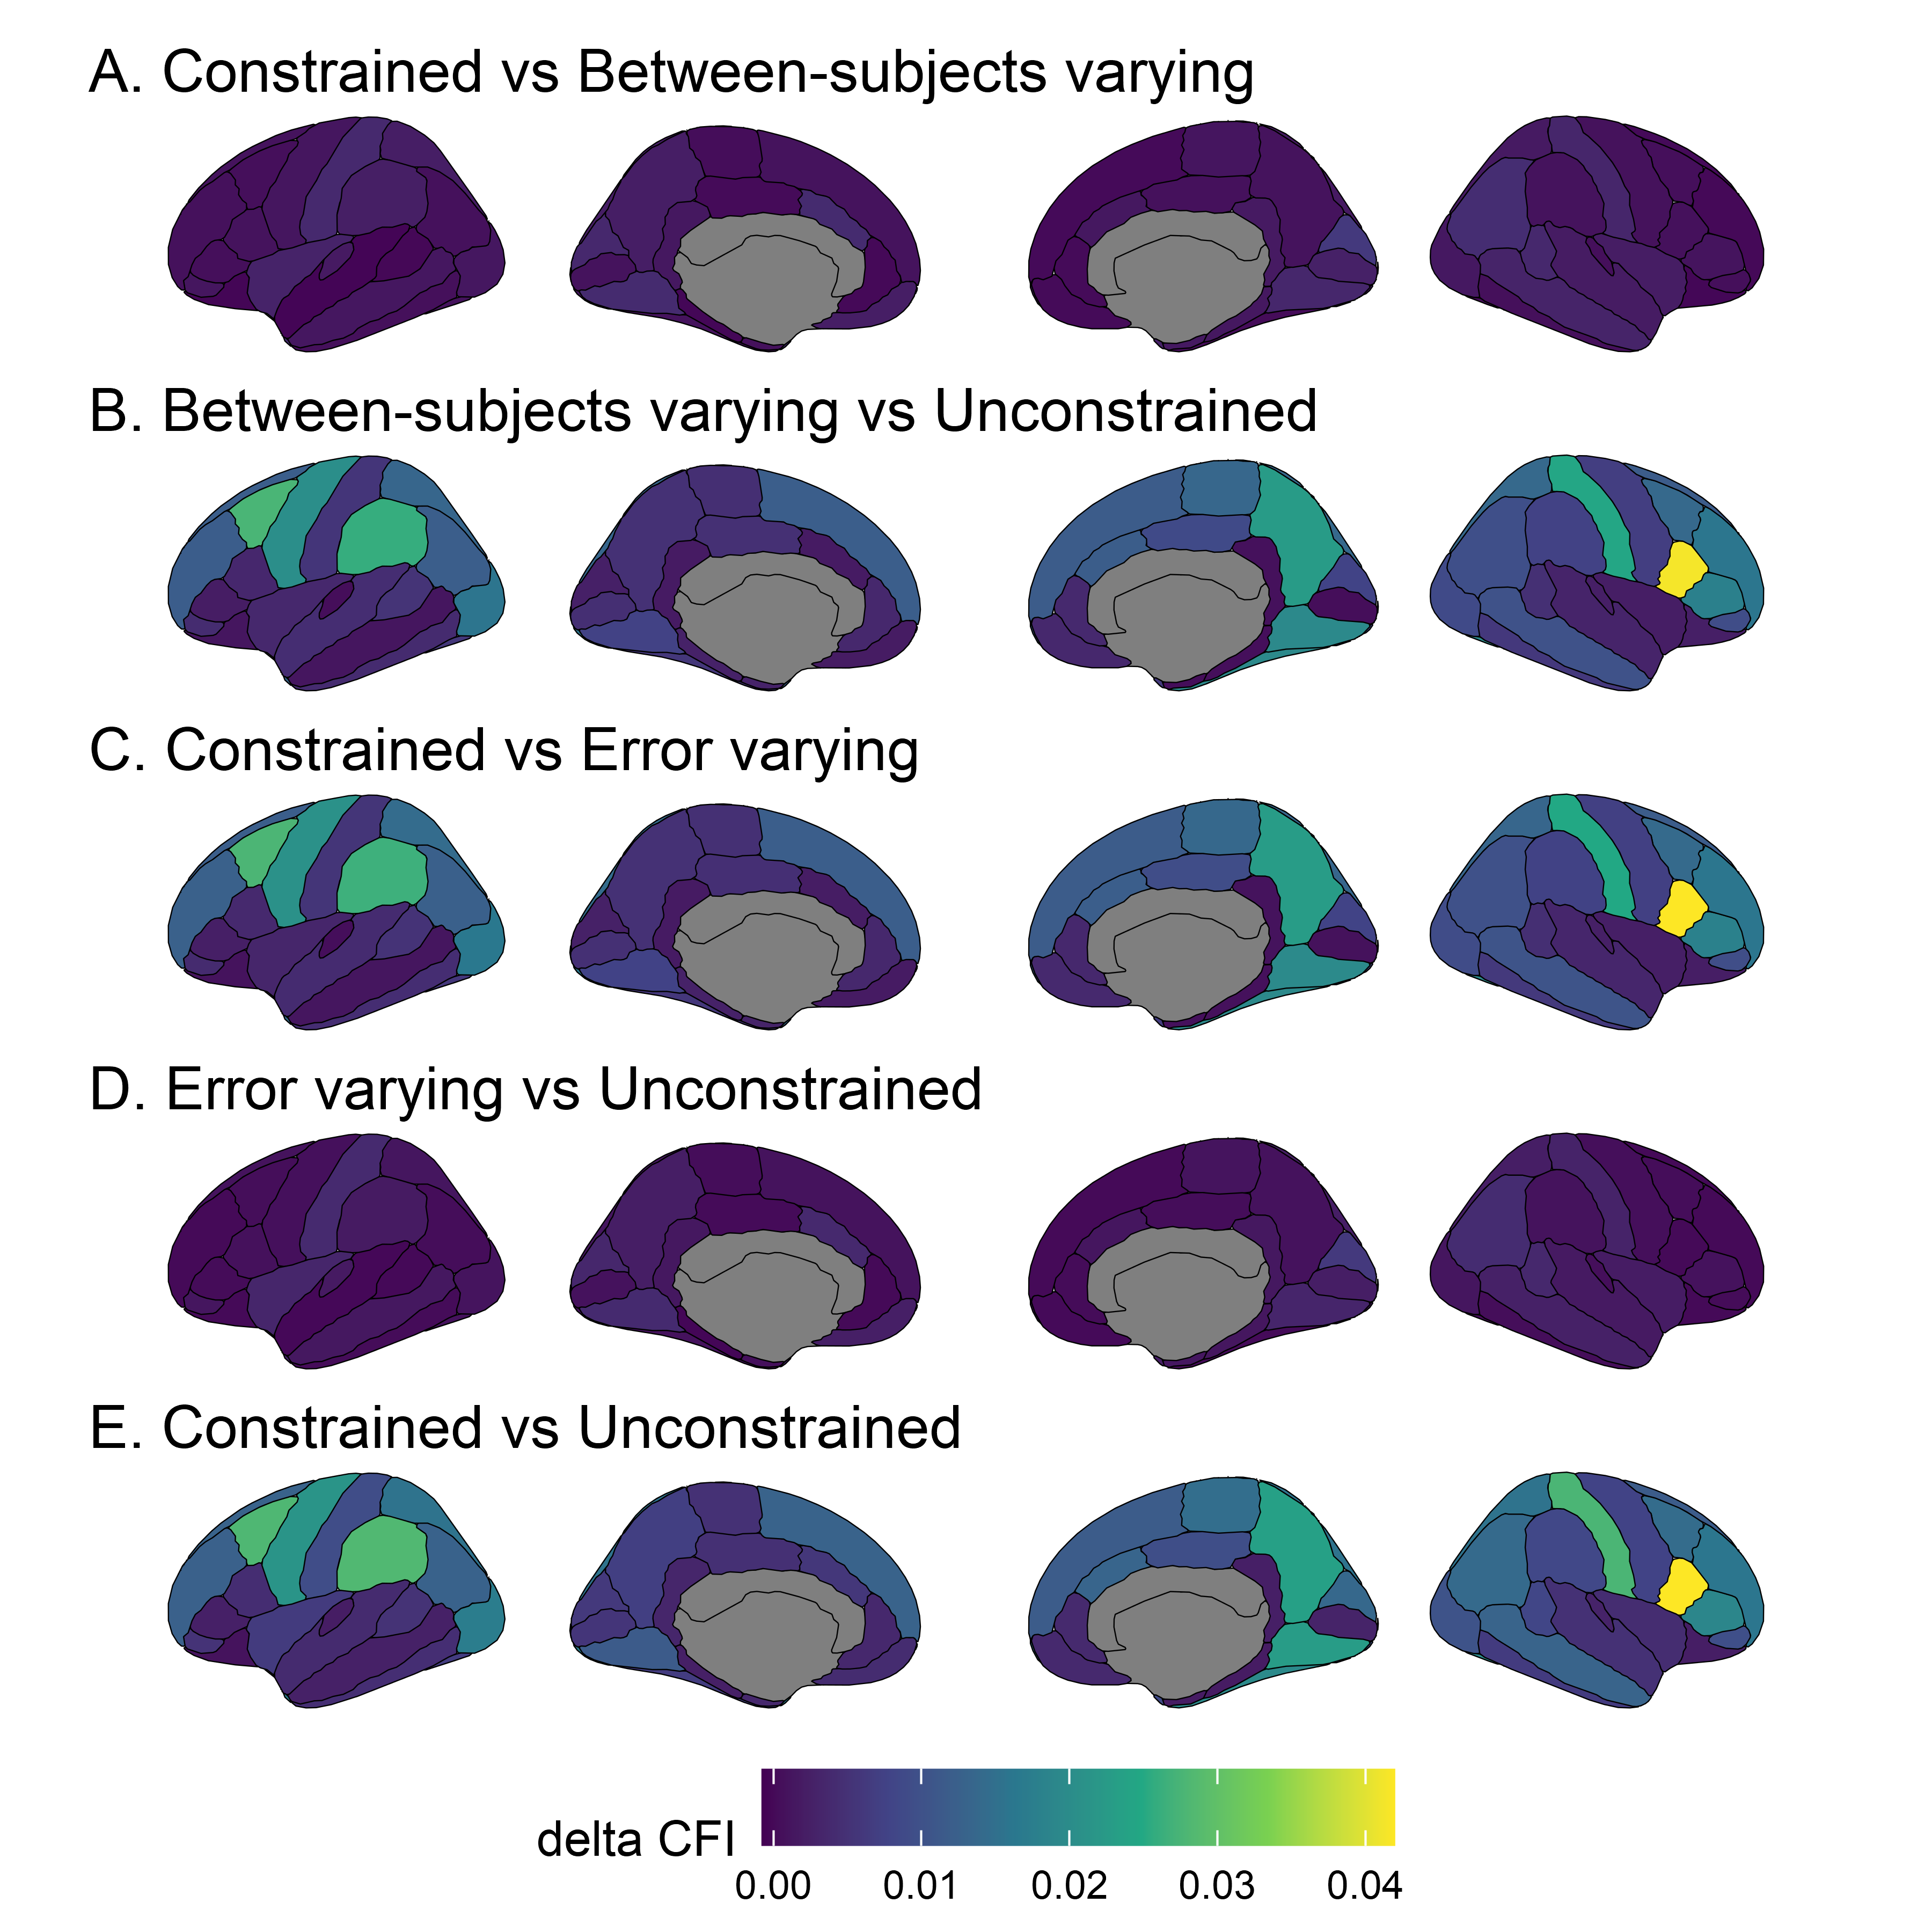 A. Constrained vs Between-subjects varying
B. Between-subjects varying vs Unconstrained
C. Constrained vs Error varying
D. Error varying vs Unconstrained
E. Constrained vs Unconstrained
delta CFI
0.00 0.01 0.02 0.03 0.04